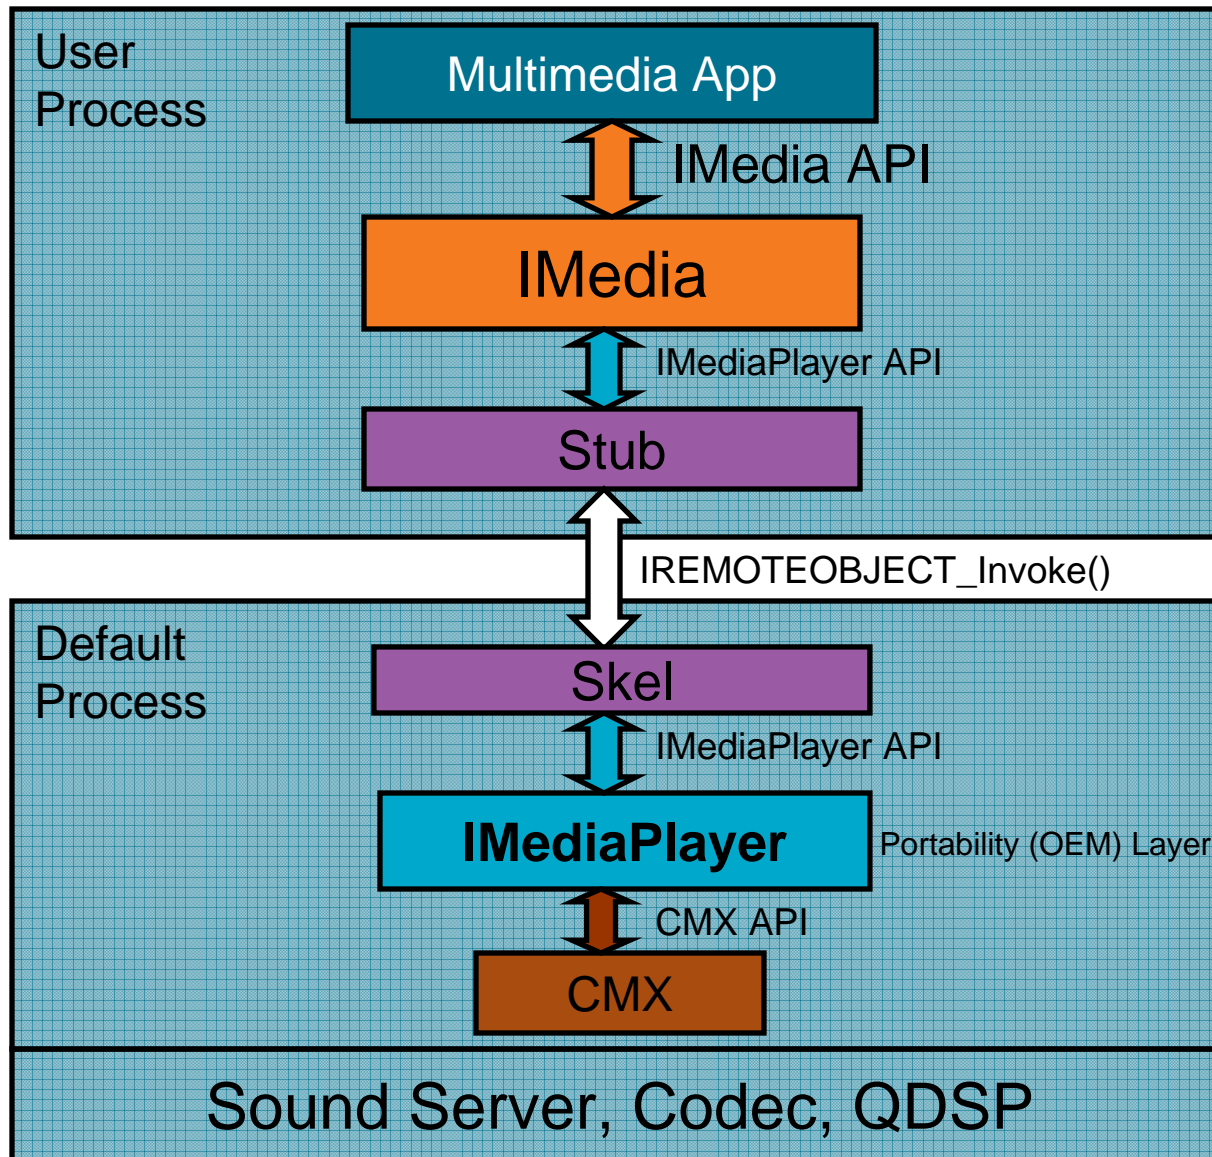 User
Process
Multimedia App
IMedia API
IMedia
IMediaPlayer API
Stub
IREMOTEOBJECT_Invoke()
Default
Process
Skel
IMediaPlayer API
IMediaPlayer
Portability (OEM) Layer
CMX API
CMX
Sound Server, Codec, QDSP